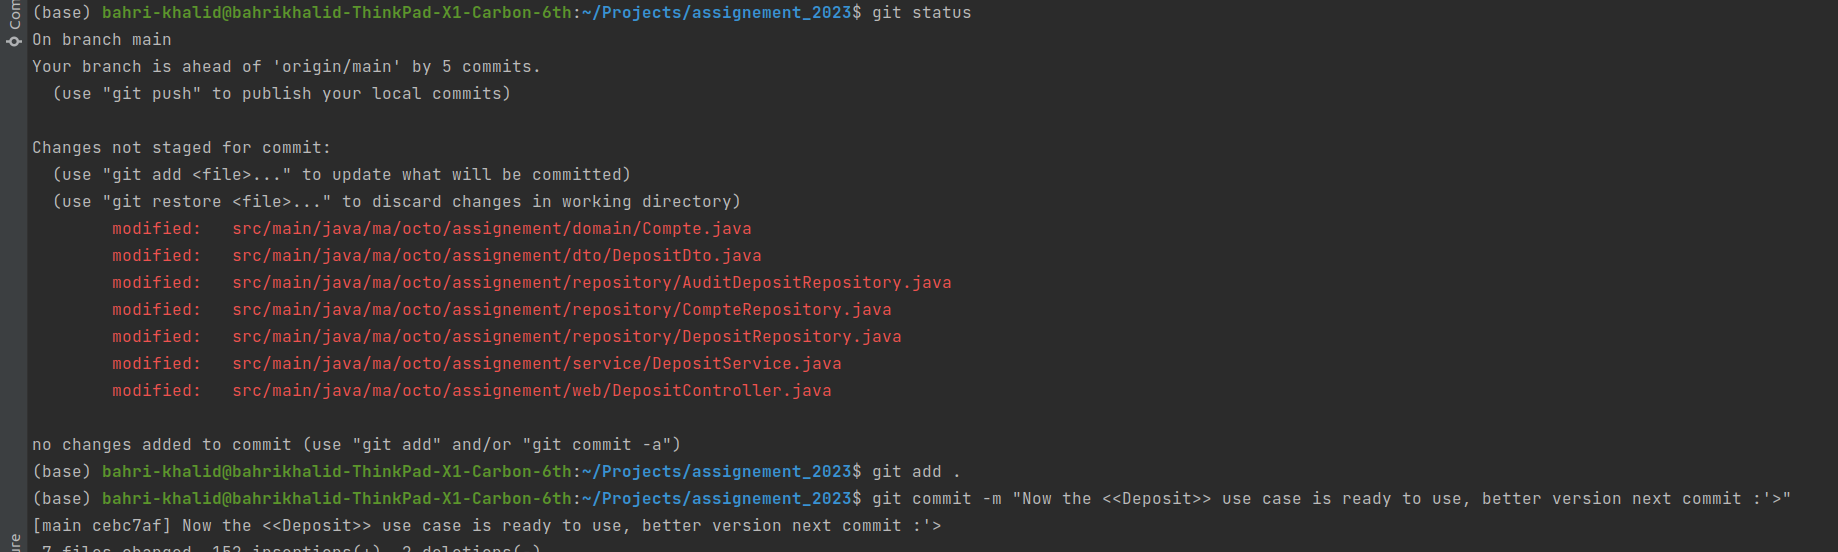 (base) bahri-khalid@bahrikhalid-ThinkPad-X1-Carbon-6th:~/Projects/assignement_2023$ git status
On branch main
Your branch is ahead of 'origin/main' by 5 commits.
  (use "git push" to publish your local commits)

Changes not staged for commit:
  (use "git add <file>..." to update what will be committed)
  (use "git restore <file>..." to discard changes in working directory)
        modified:   src/main/java/ma/octo/assignement/domain/Compte.java
        modified:   src/main/java/ma/octo/assignement/dto/DepositDto.java
        modified:   src/main/java/ma/octo/assignement/repository/AuditDepositRepository.java
        modified:   src/main/java/ma/octo/assignement/repository/CompteRepository.java
        modified:   src/main/java/ma/octo/assignement/repository/DepositRepository.java
        modified:   src/main/java/ma/octo/assignement/service/DepositService.java
        modified:   src/main/java/ma/octo/assignement/web/DepositController.java

no changes added to commit (use "git add" and/or "git commit -a")
(base) bahri-khalid@bahrikhalid-ThinkPad-X1-Carbon-6th:~/Projects/assignement_2023$ git add .
(base) bahri-khalid@bahrikhalid-ThinkPad-X1-Carbon-6th:~/Projects/assignement_2023$ git commit -m "Now the <<Deposit>> use case is ready to use, better version next commit :'>"
[main cebc7af] Now the <<Deposit>> use case is ready to use, better version next commit :'>
 7 files changed, 152 insertions(+), 2 deletions(-)
Com
ure